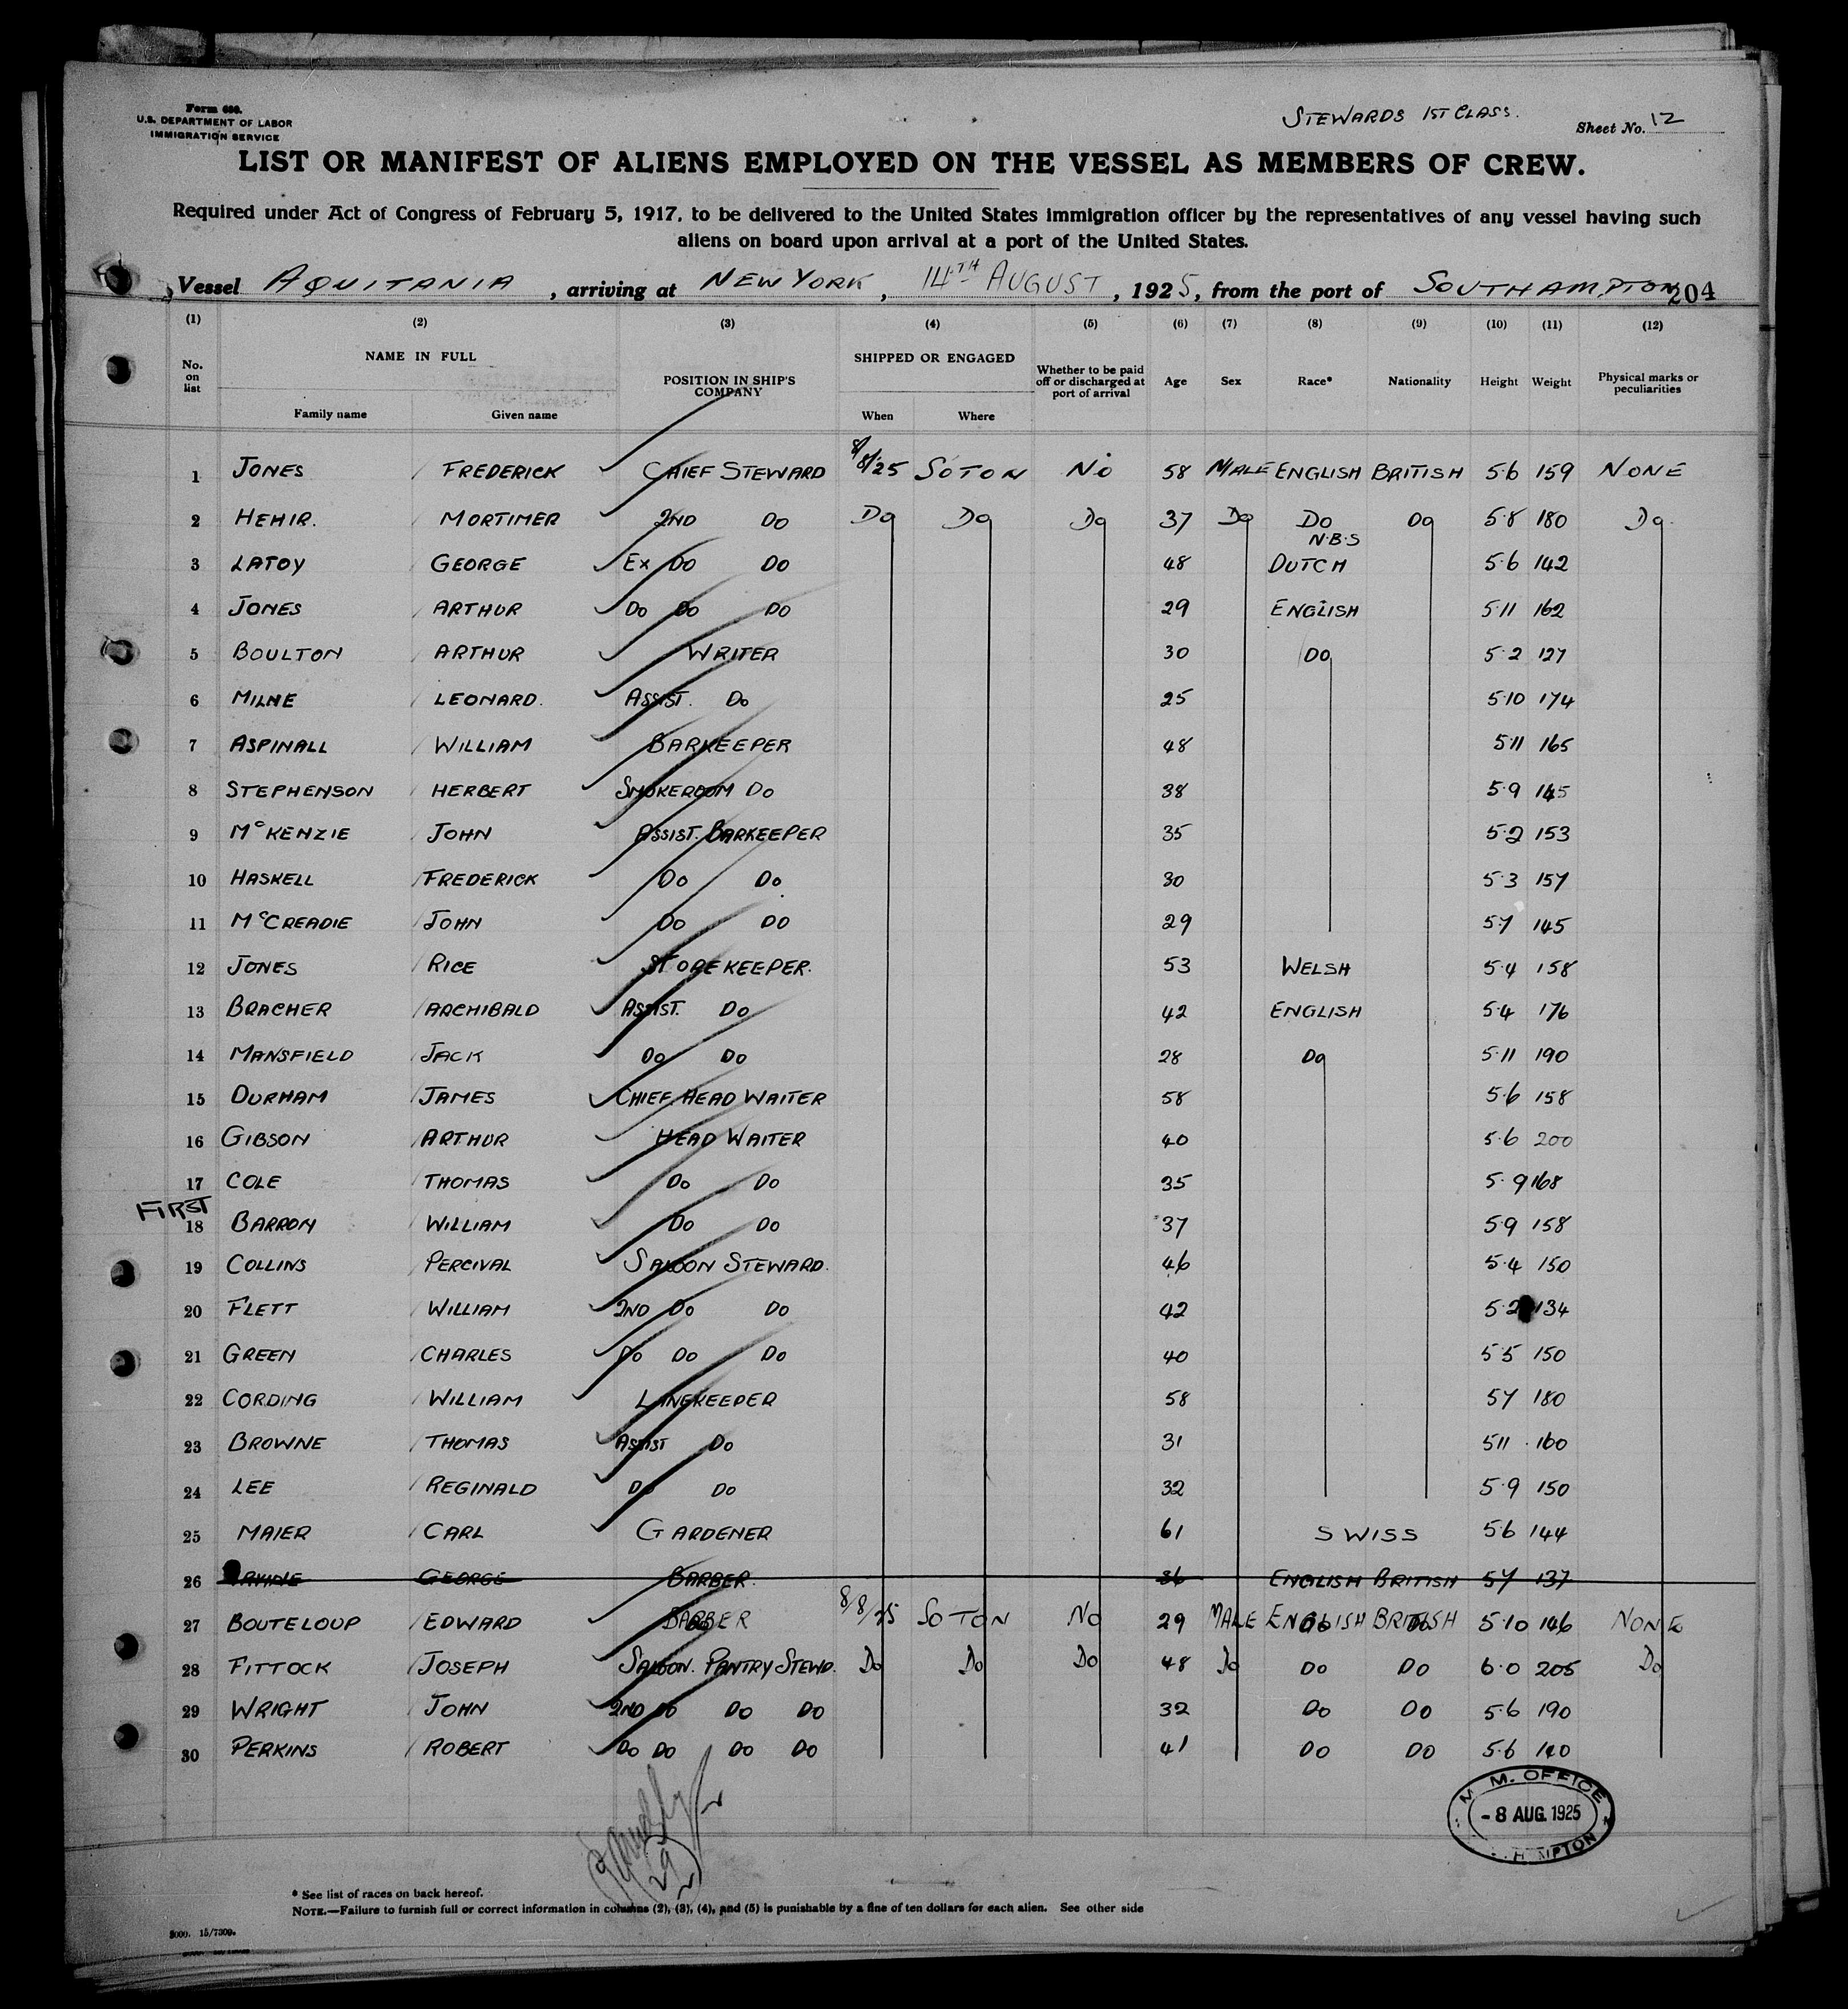 Form 680.
U.S. DEPARTMENT OF LABOR
IMMIGRATION SERVICE
STEWARDS 1ST CLASS.
Sheet No. 12
LIST OR MANIFEST OF ALIENS EMPLOYED ON THE VESSEL AS MEMBERS OF CREW.
Required under Act of Congress of February 5, 1917, to be delivered to the United States immigration officer by the representatives of any vessel having such
aliens on board upon arrival at a port of the United States.
Vessel AQUITANIA, arriving at NEW YORK, 14TH AUGUST, 1925, from the port of SOUTHAMPTON 204
(1) (2) (3) (4) (5) (6) (7) (8) (9) (10) (11) (12)
No. on list NAME IN FULL Family name Given name POSITION IN SHIP'S COMPANY SHIPPED OR ENGAGED When Where Whether to be paid off or discharged at port of arrival Age Sex Race* Nationality Height Weight Physical marks or peculiarities
1 JONES FREDERICK CHIEF STEWARD 8/8/25 SOTON NO 58 MALE ENGLISH BRITISH 5.6 159 NONE
2 HEHIR. MORTIMER 2ND DO DO DO DO 37 DO DO DO 5.8 180 DO
N.B.S
3 LATOY GEORGE EX DO DO 48 DUTCH 5.6 142
4 JONES ARTHUR DO DO DO 29 ENGLISH 5.11 162
5 BOULTON ARTHUR WRITER 30 DO 5.2 127
6 MILNE LEONARD. ASSIST. DO 25 5.10 174
7 ASPINALL WILLIAM BARKEEPER 48 5.11 165
8 STEPHENSON HERBERT SMOKEROOM DO 38 5.9 145
9 McKENZIE JOHN ASSIST. BARKEEPER 35 5.2 153
10 HASKELL FREDERICK DO DO 30 5.3 157
11 McCREADIE JOHN DO DO 29 5.7 145
12 JONES RICE STOREKEEPER. 53 WELSH 5.4 158
13 BRACHER ARCHIBALD ASSIST. DO 42 ENGLISH 5.4 176
14 MANSFIELD JACK DO DO 28 DO 5.11 190
15 DURHAM JAMES CHIEF HEAD WAITER 58 5.6 158
16 GIBSON ARTHUR HEAD WAITER 40 5.6 200
17 COLE THOMAS DO DO 35 5.9 168
FIRST
18 BARRON WILLIAM DO DO 37 5.9 158
19 COLLINS PERCIVAL SALOON STEWARD. 46 5.4 150
20 FLETT WILLIAM 2ND DO DO 42 5.2 134
21 GREEN CHARLES DO DO DO 40 5.5 150
22 CORDING WILLIAM LINEKEEPER 58 5.7 180
23 BROWNE THOMAS ASSIST DO 31 5.11 160
24 LEE REGINALD DO DO 32 5.9 150
25 MAIER CARL GARDENER 61 SWISS 5.6 144
26 IRVINE GEORGE BARBER. 36 ENGLISH BRITISH 5.7 137
27 BOUTELOUP EDWARD BARBER 8/8/25 SOTON NO 29 MALE ENGLISH BRITISH 5.10 146 NONE
28 FITTOCK JOSEPH SALOON. PANTRY STEWD. DO DO DO 48 DO DO DO 6.0 205 DO
29 WRIGHT JOHN 2ND DO DO DO 32 DO DO 5.6 190
30 PERKINS ROBERT DO DO DO DO 41 DO DO 5.6 140
M. M. OFFICE
- 8 AUG. 1925
29
* See list of races on back hereof.
NOTE.—Failure to furnish full or correct information in columns (2), (3), (4), and (5) is punishable by a fine of ten dollars for each alien. See other side
3000. 15/7309.